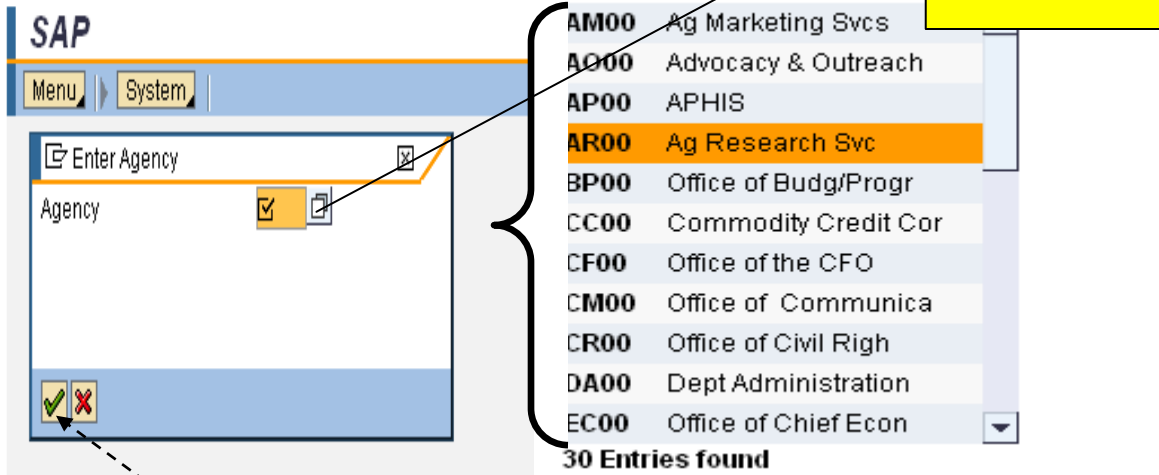 SAP
Menu System
Enter Agency
Agency
AM00 Ag Marketing Svcs
AO00 Advocacy & Outreach
AP00 APHIS
AR00 Ag Research Svc
BP00 Office of Budg/Progr
CC00 Commodity Credit Cor
CF00 Office of the CFO
CM00 Office of Communica
CR00 Office of Civil Righ
DA00 Dept Administration
EC00 Office of Chief Econ
30 Entries found